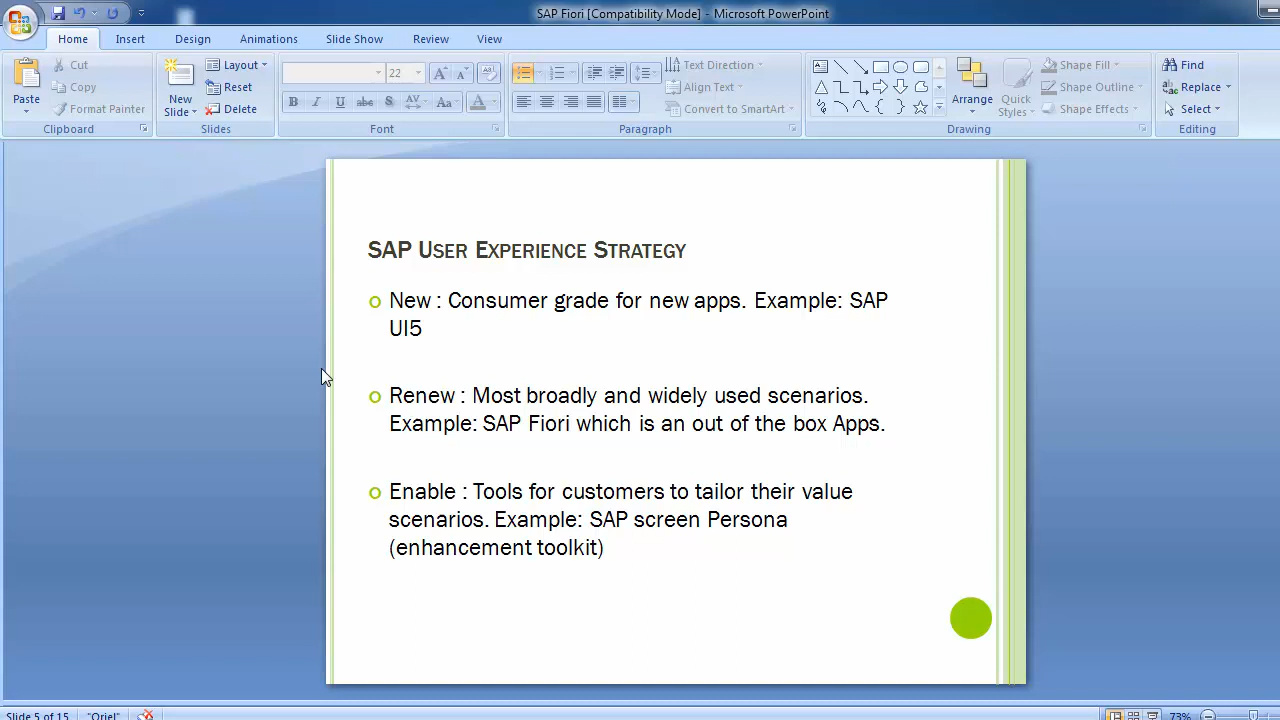 SAP Fiori [Compatibility Mode] - Microsoft PowerPoint
Home Insert Design Animations Slide Show Review View
Paste
Cut
Copy
Format Painter
Clipboard
New
Slide
Layout
Reset
Delete
Slides
22
B I U abc S AV Aa A
Font
Text Direction
Align Text
Convert to SmartArt
Paragraph
Arrange
Quick
Styles
Shape Fill
Shape Outline
Shape Effects
Drawing
Find
Replace
Select
Editing
SAP USER EXPERIENCE STRATEGY
New : Consumer grade for new apps. Example: SAP
UI5
Renew : Most broadly and widely used scenarios.
Example: SAP Fiori which is an out of the box Apps.
Enable : Tools for customers to tailor their value
scenarios. Example: SAP screen Persona
(enhancement toolkit)
Slide 5 of 15 "Oriel" 73%